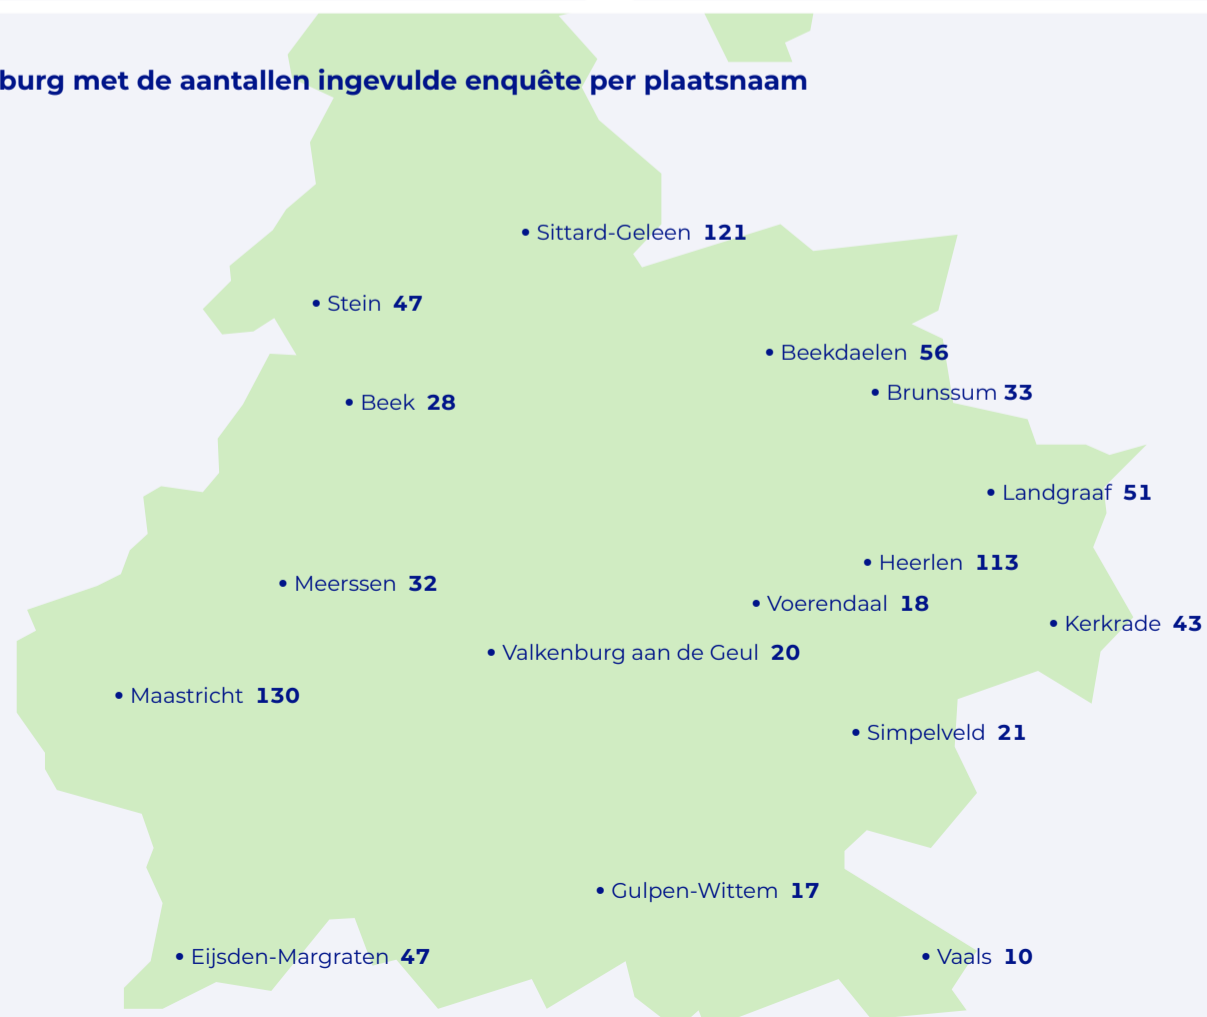 burg met de aantallen ingevulde enquête per plaatsnaam
• Sittard-Geleen 121
• Stein 47
• Beekdaelen 56
• Brunssum 33
• Beek 28
• Landgraaf 51
• Heerlen 113
• Meerssen 32
• Voerendaal 18
• Kerkrade 43
• Valkenburg aan de Geul 20
• Maastricht 130
• Simpelveld 21
• Gulpen-Wittem 17
• Eijsden-Margraten 47
• Vaals 10